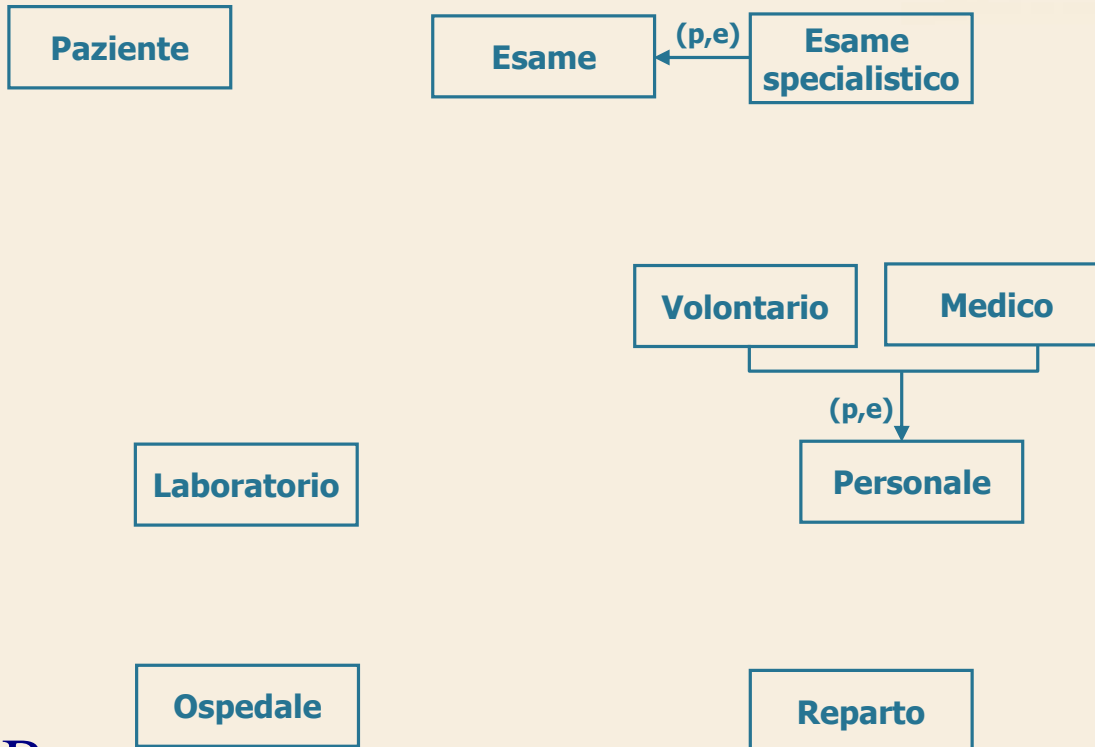 Paziente
Esame
(p,e)
Esame
specialistico
Volontario
Medico
(p,e)
Laboratorio
Personale
Ospedale
Reparto